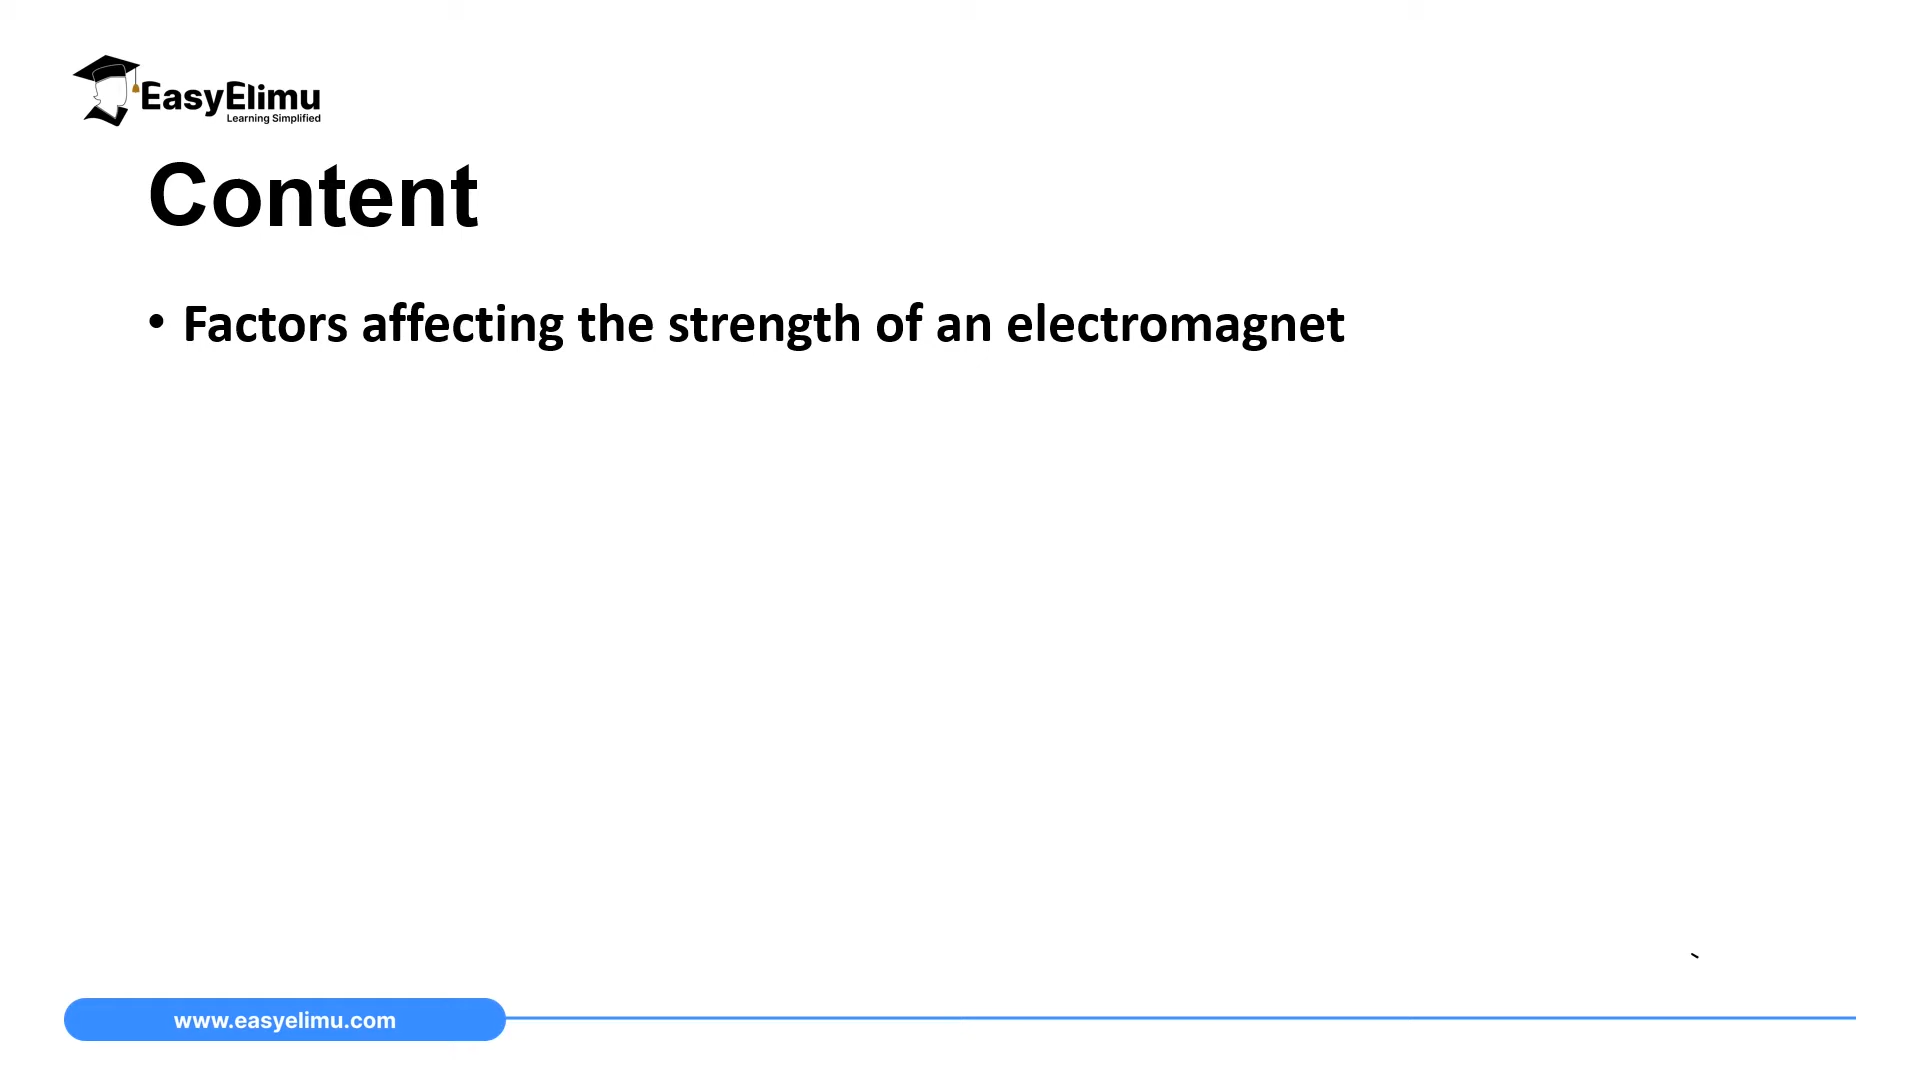 EasyElimu
Learning Simplified
Content
• Factors affecting the strength of an electromagnet
www.easyelimu.com